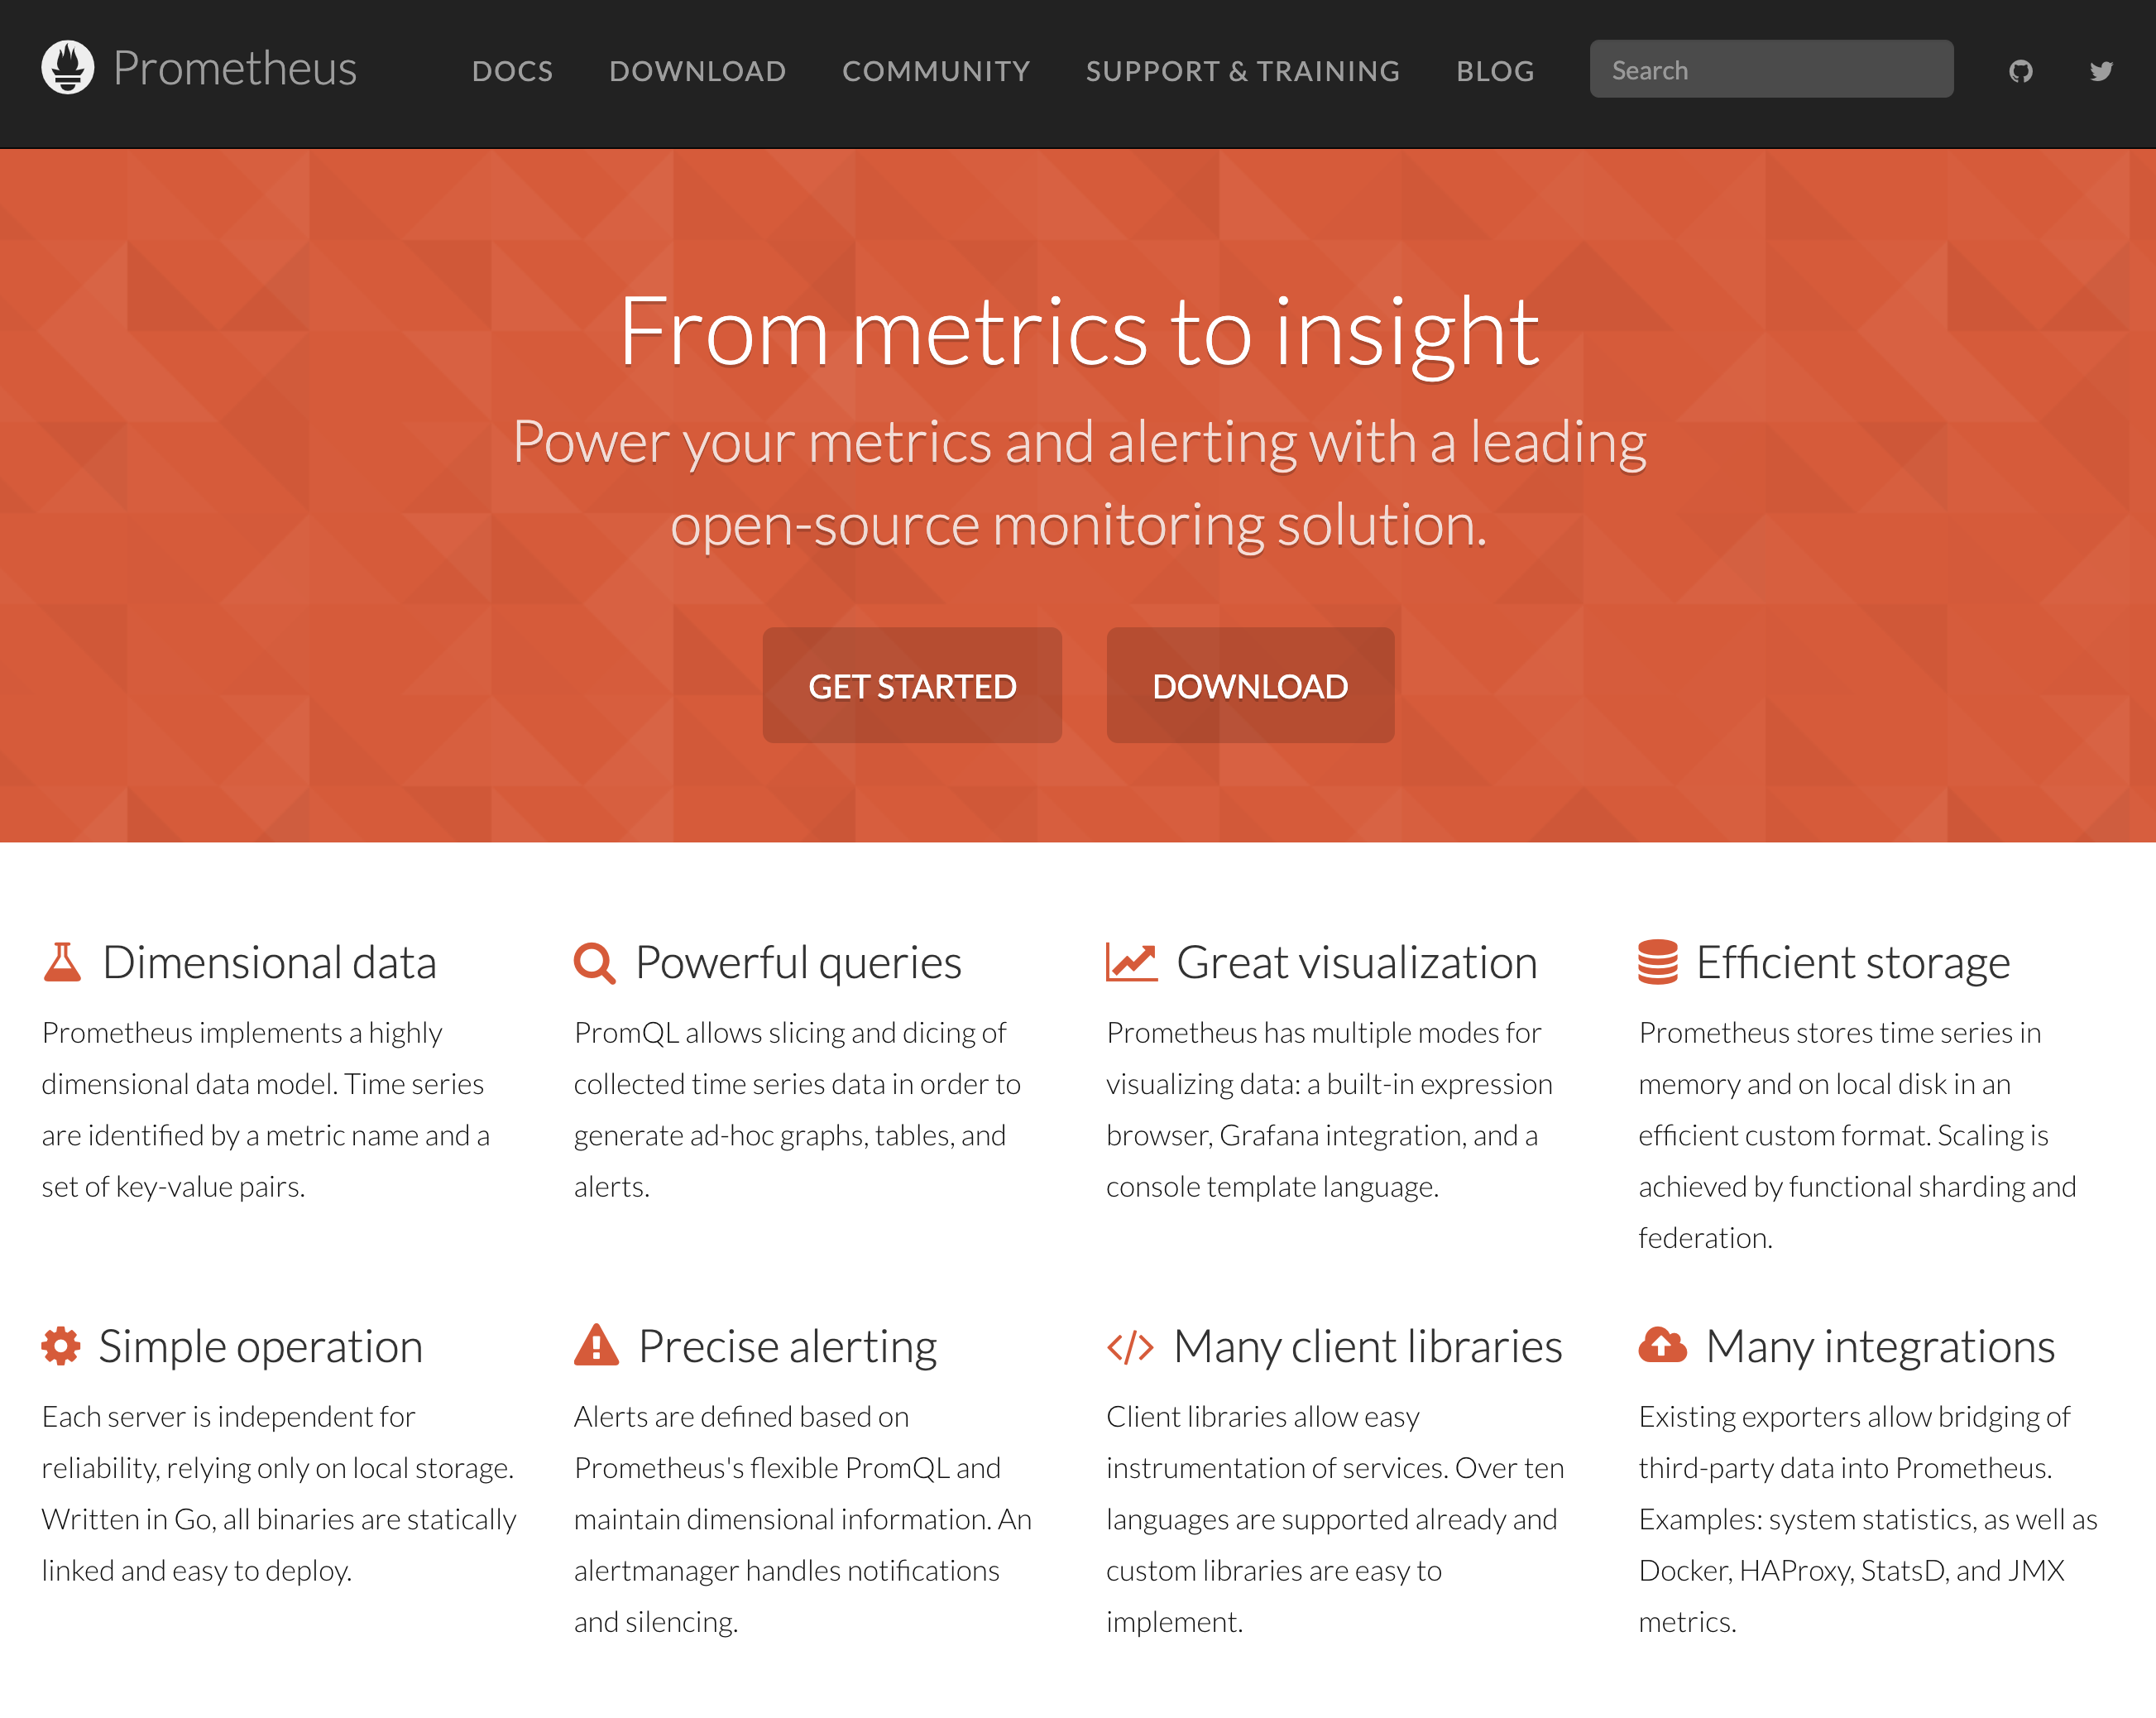 Prometheus
DOCS
DOWNLOAD
COMMUNITY
SUPPORT & TRAINING
BLOG
Search
From metrics to insight
Power your metrics and alerting with a leading
open-source monitoring solution.
GET STARTED
DOWNLOAD
Dimensional data
Prometheus implements a highly
dimensional data model. Time series
are identified by a metric name and a
set of key-value pairs.
Powerful queries
PromQL allows slicing and dicing of
collected time series data in order to
generate ad-hoc graphs, tables, and
alerts.
Great visualization
Prometheus has multiple modes for
visualizing data: a built-in expression
browser, Grafana integration, and a
console template language.
Efficient storage
Prometheus stores time series in
memory and on local disk in an
efficient custom format. Scaling is
achieved by functional sharding and
federation.
Simple operation
Each server is independent for
reliability, relying only on local storage.
Written in Go, all binaries are statically
linked and easy to deploy.
Precise alerting
Alerts are defined based on
Prometheus's flexible PromQL and
maintain dimensional information. An
alertmanager handles notifications
and silencing.
Many client libraries
Client libraries allow easy
instrumentation of services. Over ten
languages are supported already and
custom libraries are easy to
implement.
Many integrations
Existing exporters allow bridging of
third-party data into Prometheus.
Examples: system statistics, as well as
Docker, HAProxy, StatsD, and JMX
metrics.